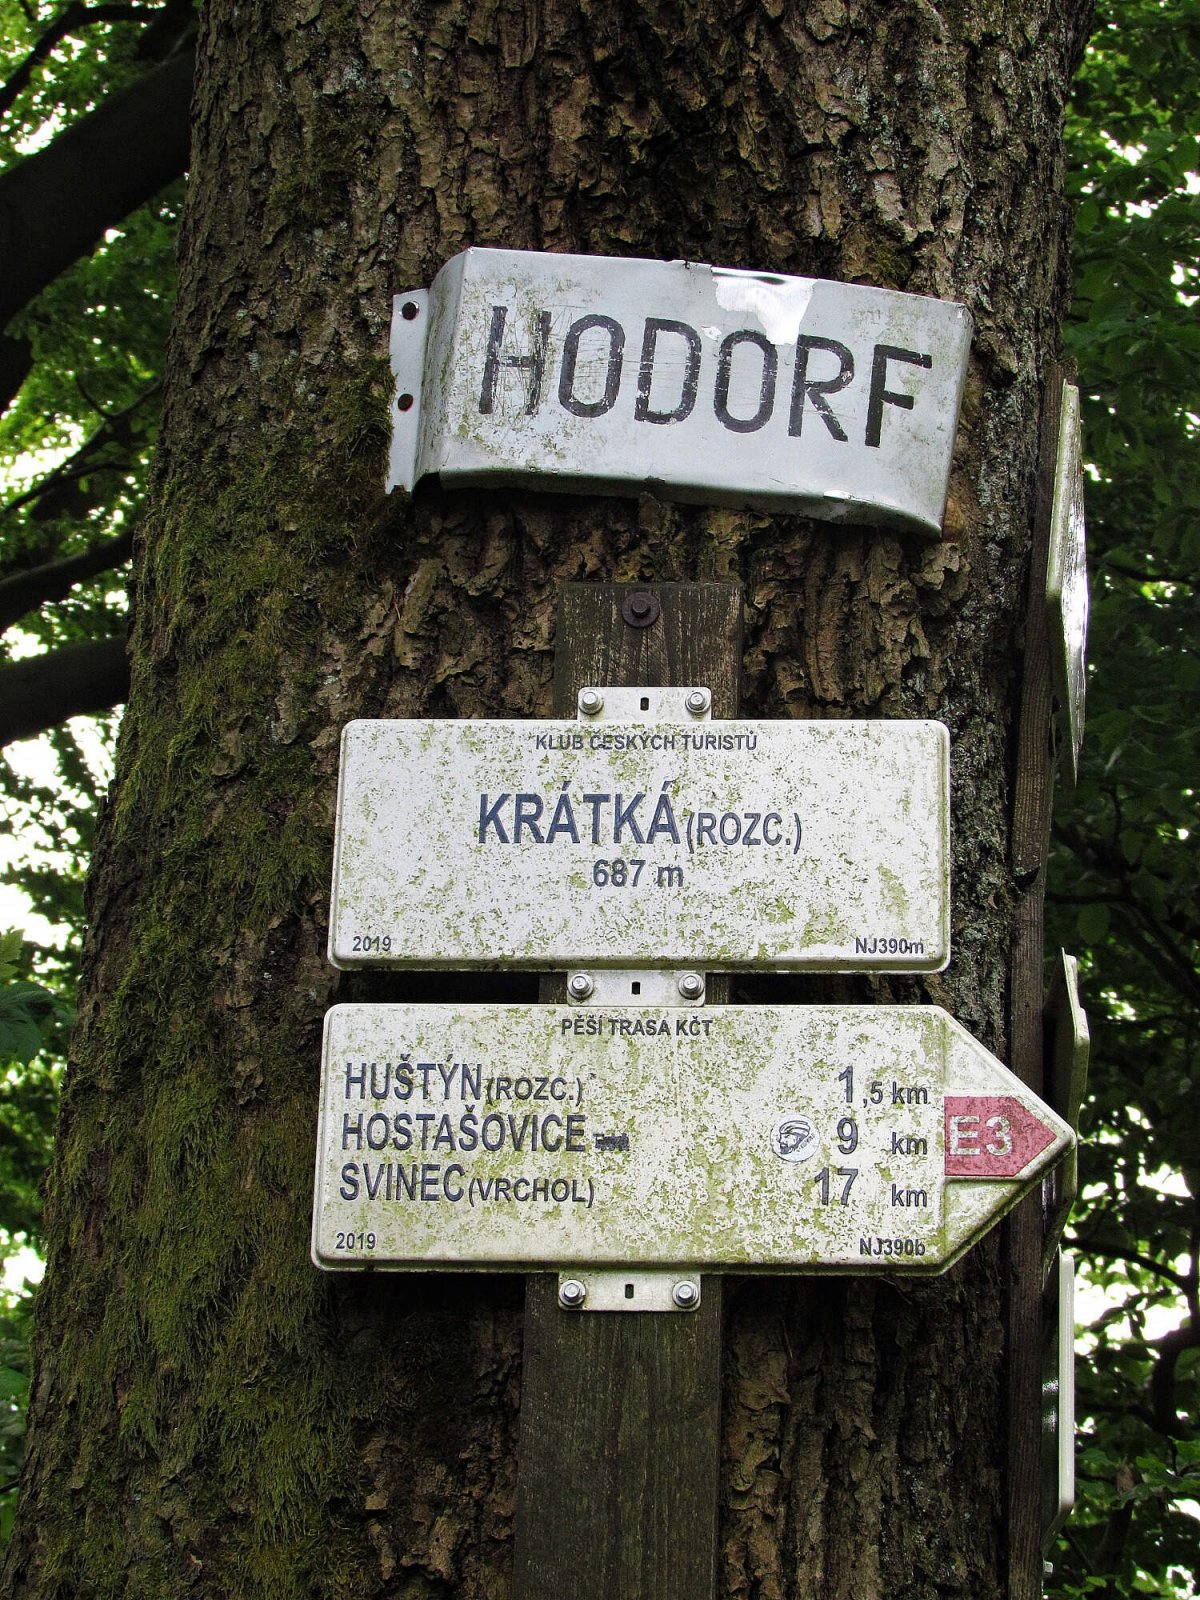 HODORF
KLUB ČESKÝCH TURISTŮ
KRÁTKÁ (ROZC.)
687 m
2019 NJ390m
PĚŠÍ TRASA KČT
HUŠTÝN (ROZC.) 1,5 km
HOSTAŠOVICE 9 km
SVINEC (VRCHOL) 17 km
E3
2019 NJ390b